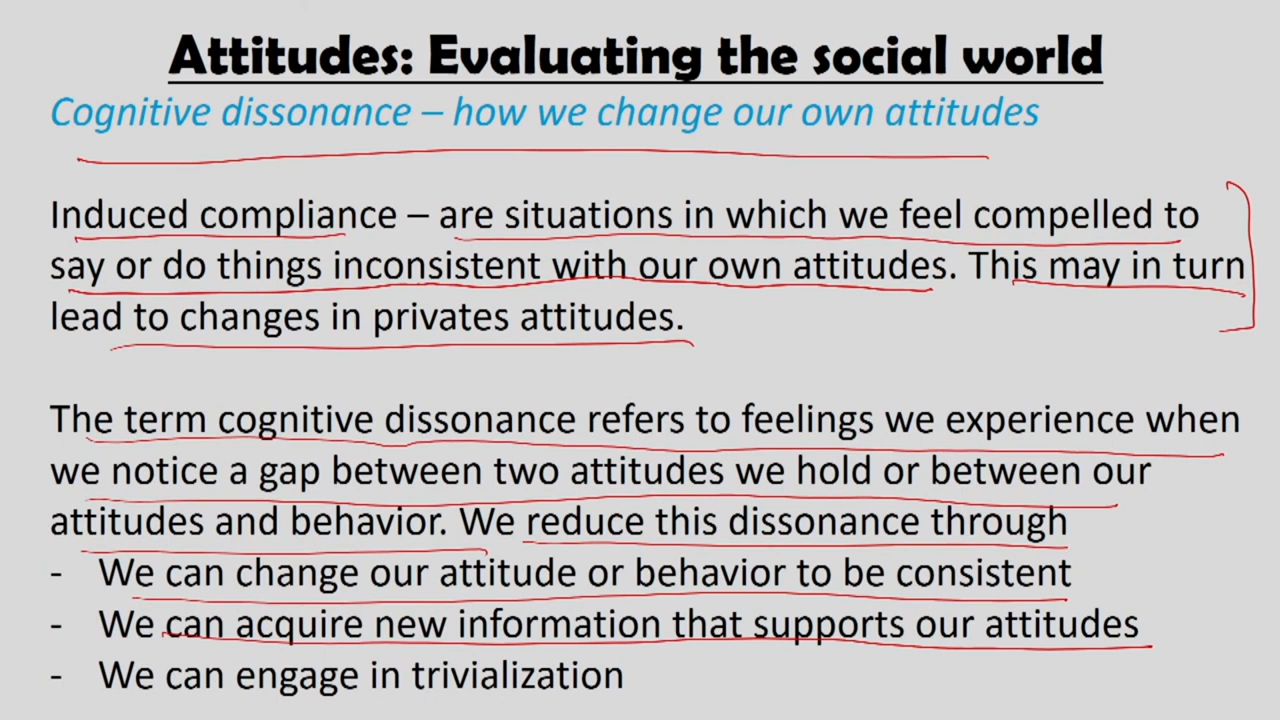 Attitudes: Evaluating the social world
Cognitive dissonance – how we change our own attitudes
Induced compliance – are situations in which we feel compelled to
say or do things inconsistent with our own attitudes. This may in turn
lead to changes in privates attitudes.
The term cognitive dissonance refers to feelings we experience when
we notice a gap between two attitudes we hold or between our
attitudes and behavior. We reduce this dissonance through
- We can change our attitude or behavior to be consistent
- We can acquire new information that supports our attitudes
- We can engage in trivialization